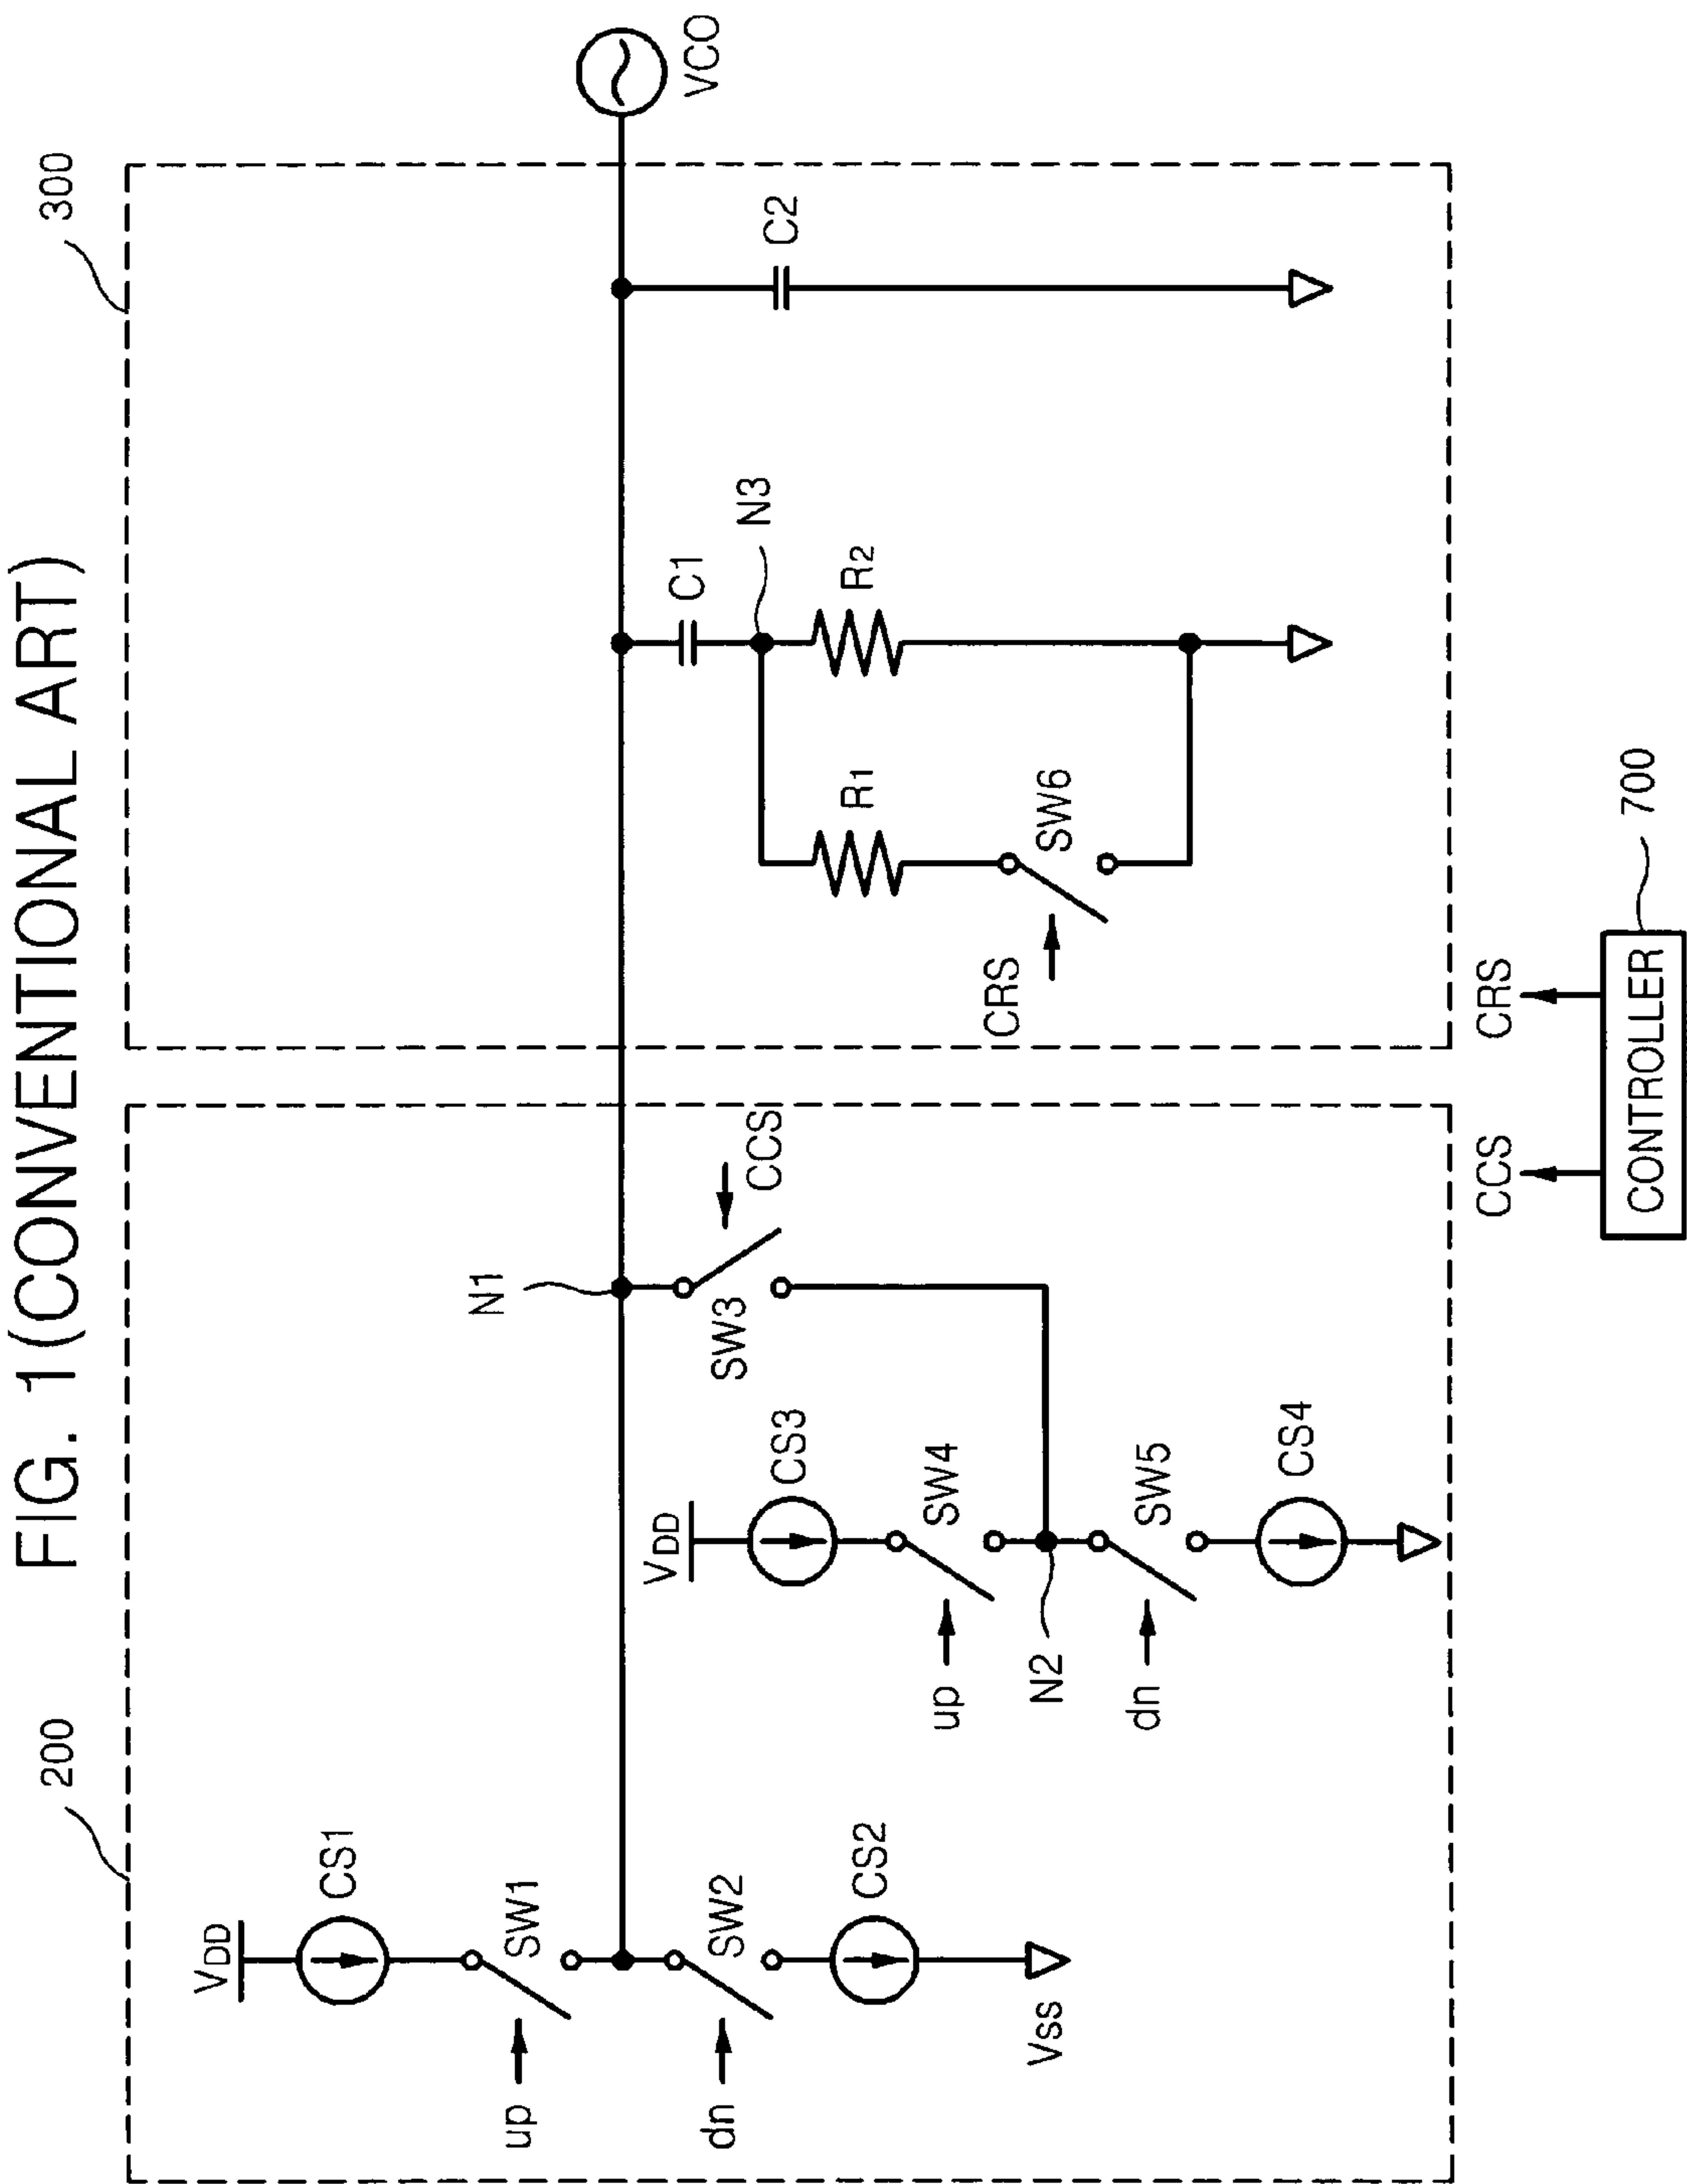 FIG. 1 (CONVENTIONAL ART)
200
300
VDD
CS1
up
SW1
dn
SW2
CS2
Vss
VDD
CS3
up
SW4
N2
dn
SW5
CS4
N1
SW3
CCS
C1
N3
R1
R2
CRS
SW6
C2
VCO
CCS
CRS
CONTROLLER
700